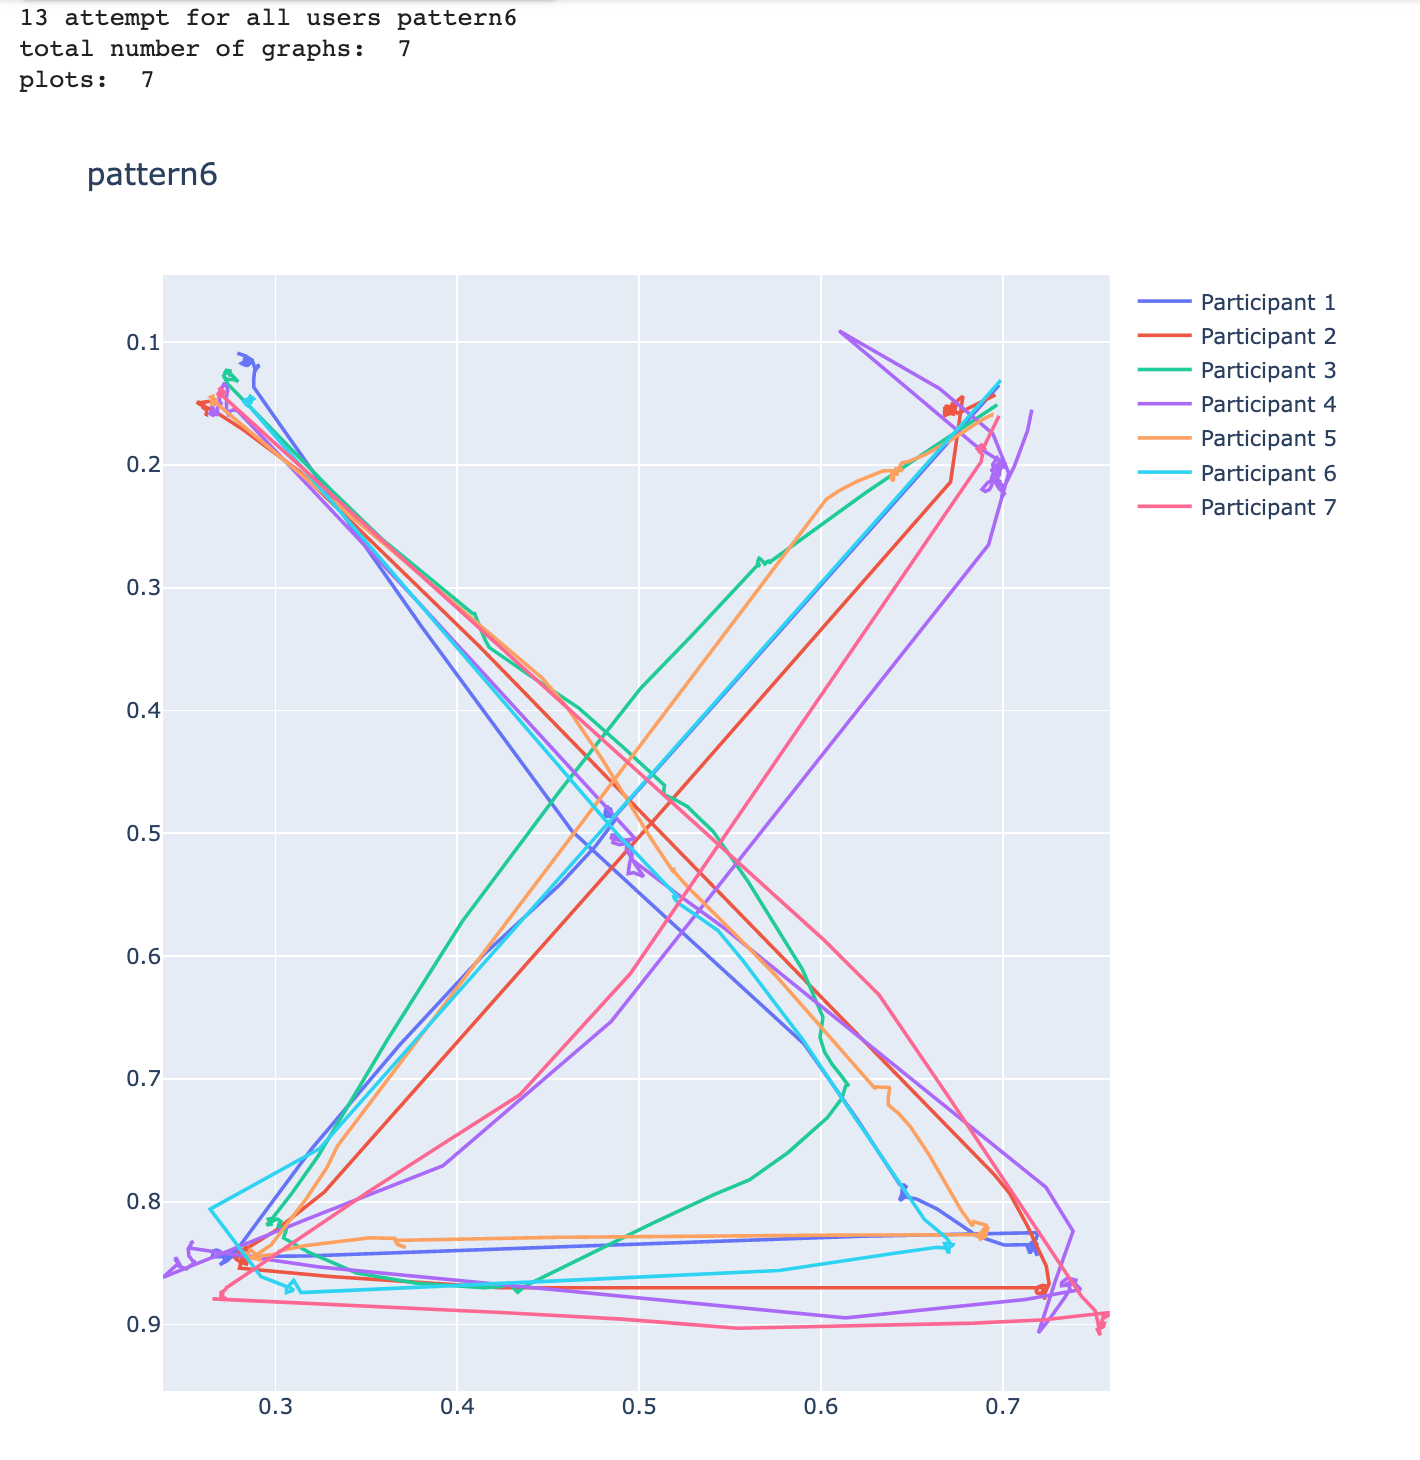 13 attempt for all users pattern6
total number of graphs:  7
plots:  7
pattern6
Participant 1
Participant 2
Participant 3
Participant 4
Participant 5
Participant 6
Participant 7
0.1
0.2
0.3
0.4
0.5
0.6
0.7
0.8
0.9
0.3 0.4 0.5 0.6 0.7